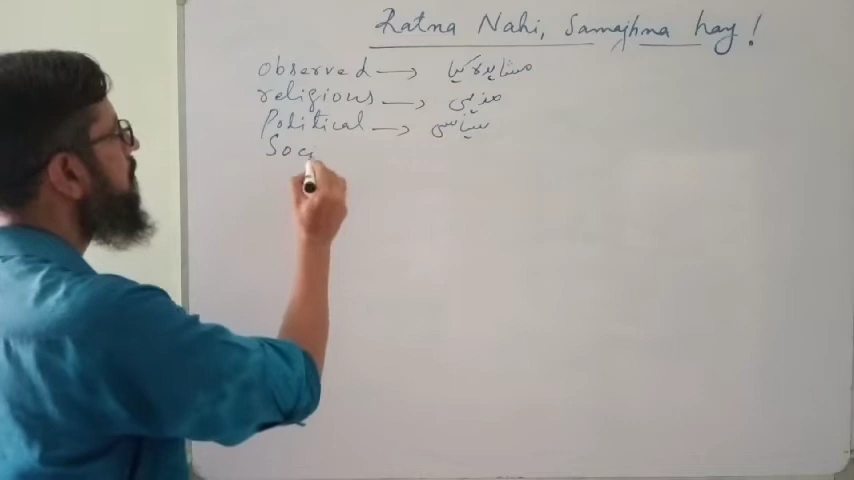 Ratna Nahi, Samajhna hay!
observed → مشاہدہ کیا
religious → مذہبی
Political → سیاسی
Soc